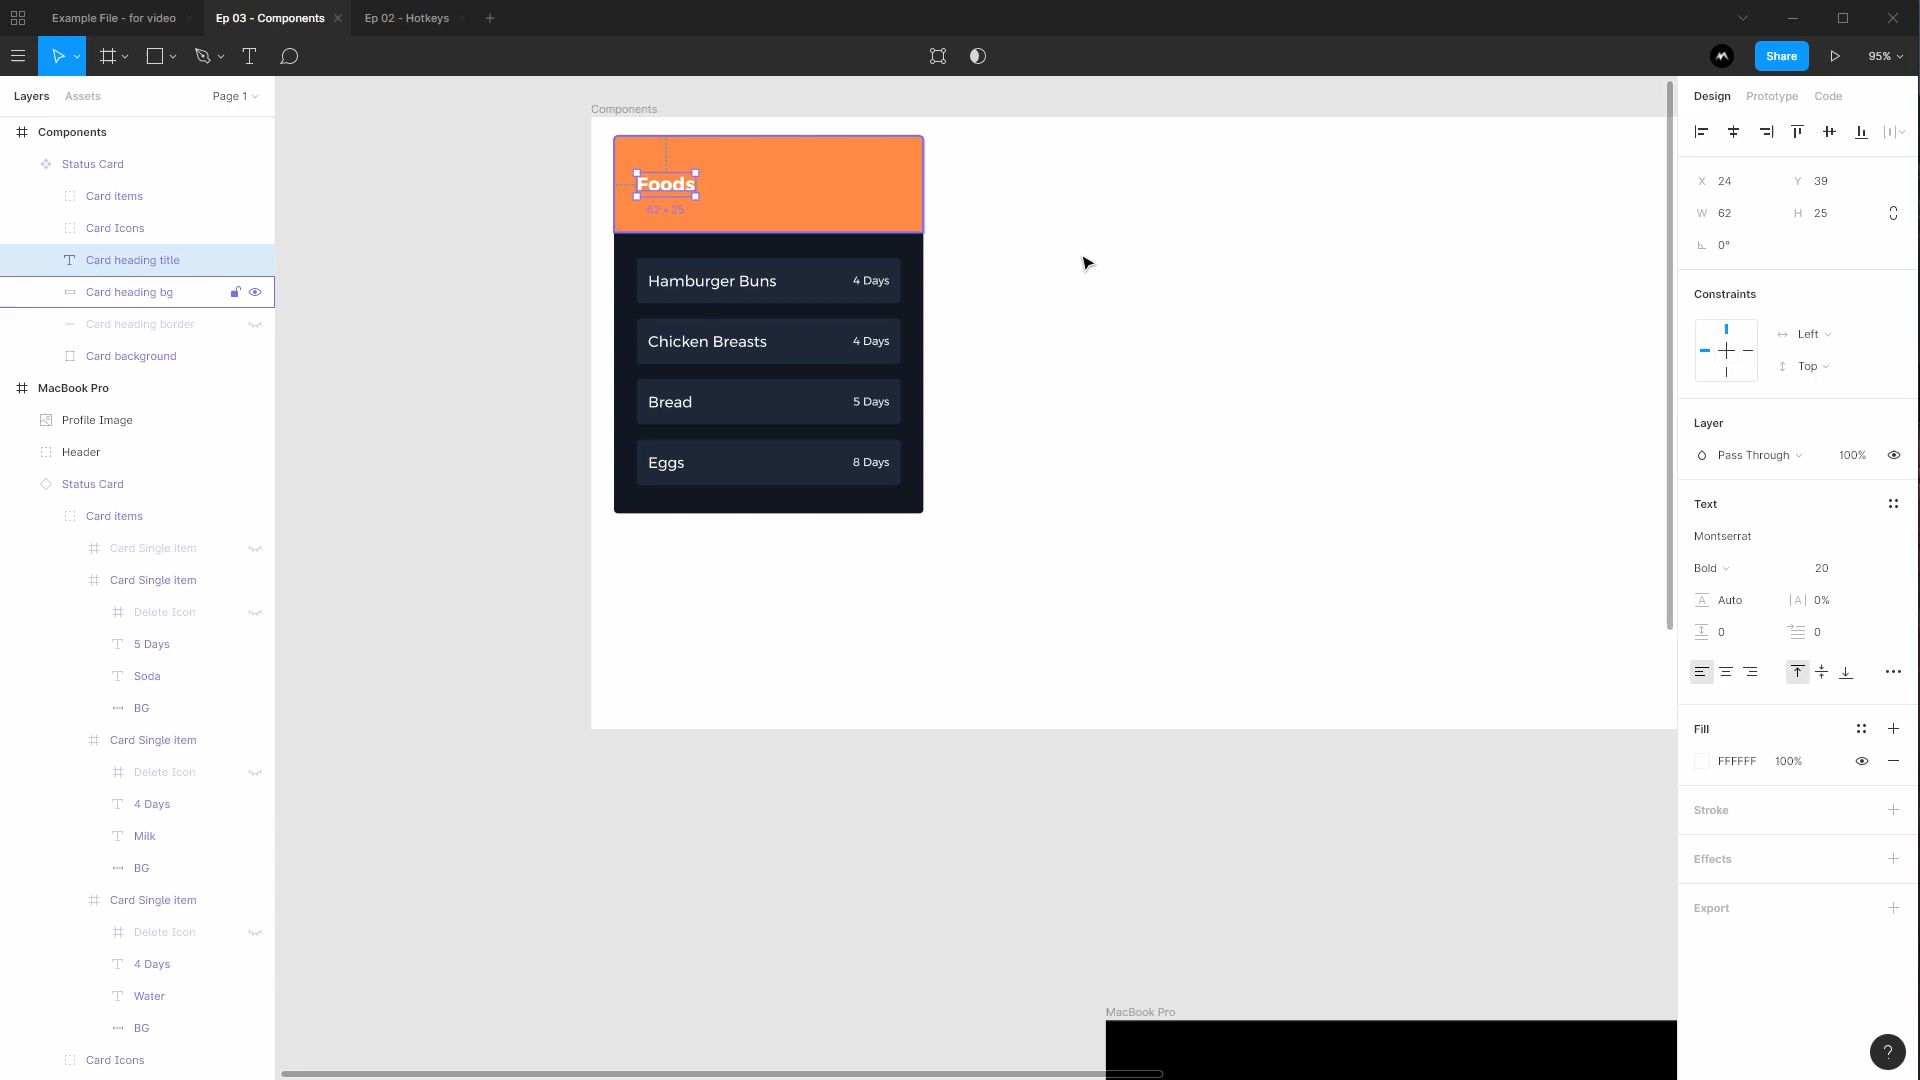 Example File - for video
Ep 03 - Components
Ep 02 - Hotkeys
Share
95%
Layers
Assets
Page 1
Components
Status Card
Card items
Card Icons
Card heading title
Card heading bg
Card heading border
Card background
MacBook Pro
Profile Image
Header
Status Card
Card items
Card Single item
Card Single item
Delete Icon
5 Days
Soda
BG
Card Single item
Delete Icon
4 Days
Milk
BG
Card Single item
Delete Icon
4 Days
Water
BG
Card Icons
Components
Foods
62 × 25
Hamburger Buns 4 Days
Chicken Breasts 4 Days
Bread 5 Days
Eggs 8 Days
MacBook Pro
Design Prototype Code
X 24 Y 39
W 62 H 25
0°
Constraints
Left
Top
Layer
Pass Through 100%
Text
Montserrat
Bold 20
A Auto |A| 0%
0 0
Fill
FFFFFF 100%
Stroke
Effects
Export
?